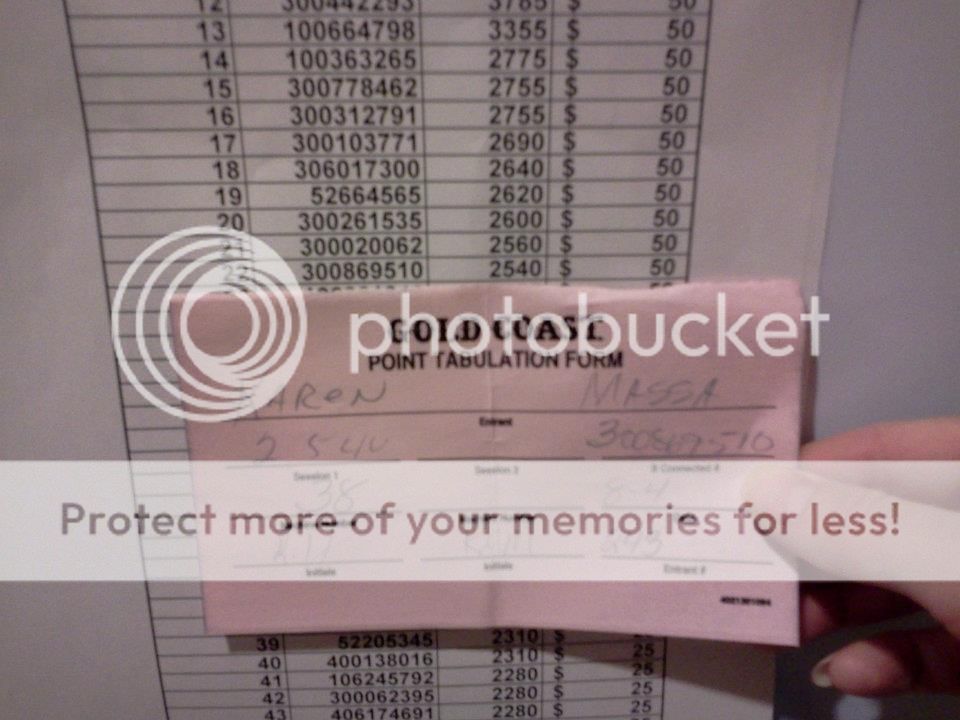 12 300442293 3785 $ 50
13 100664798 3355 $ 50
14 100363265 2775 $ 50
15 300778462 2755 $ 50
16 300312791 2755 $ 50
17 300103771 2690 $ 50
18 306017300 2640 $ 50
19 52664565 2620 $ 50
20 300261535 2600 $ 50
21 300020062 2560 $ 50
22 300869510 2540 $ 50
photobucket
GOLD COAST
POINT TABULATION FORM
AARON MASSA
Entrant
2540 300869510
Session 1 Session 2 B Connected #
38 8-4
Protect more of your memories for less!
Initials Initials Entrant #
39 52205345 2310 $ 25
40 400138016 2310 $ 25
41 106245792 2280 $ 25
42 300062395 2280 $ 25
43 406174691 2280 $ 25